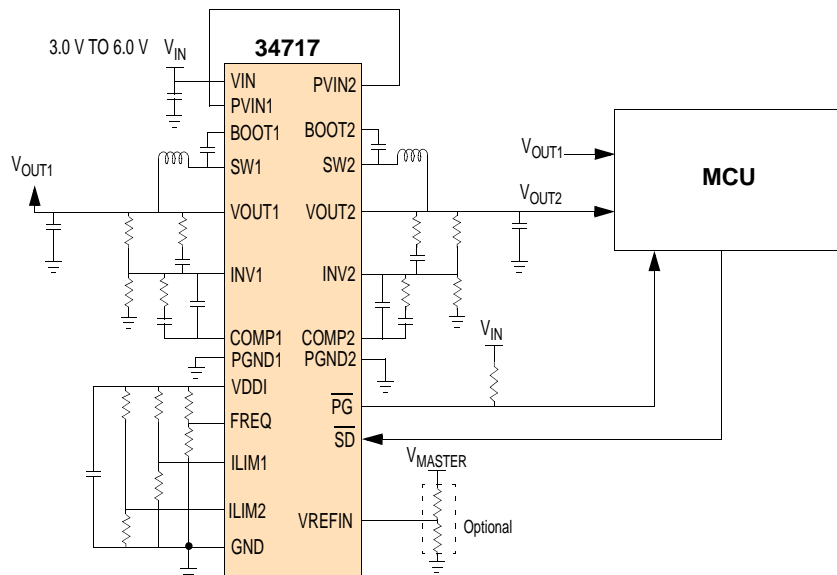 3.0 V TO 6.0 V
VIN
34717
VIN
PVIN1
BOOT1
SW1
VOUT1
INV1
COMP1
PGND1
VDDI
FREQ
ILIM1
ILIM2
GND
PVIN2
BOOT2
SW2
VOUT2
INV2
COMP2
PGND2
PG
SD
VREFIN
VOUT1
VOUT1
VOUT2
MCU
VIN
VMASTER
Optional